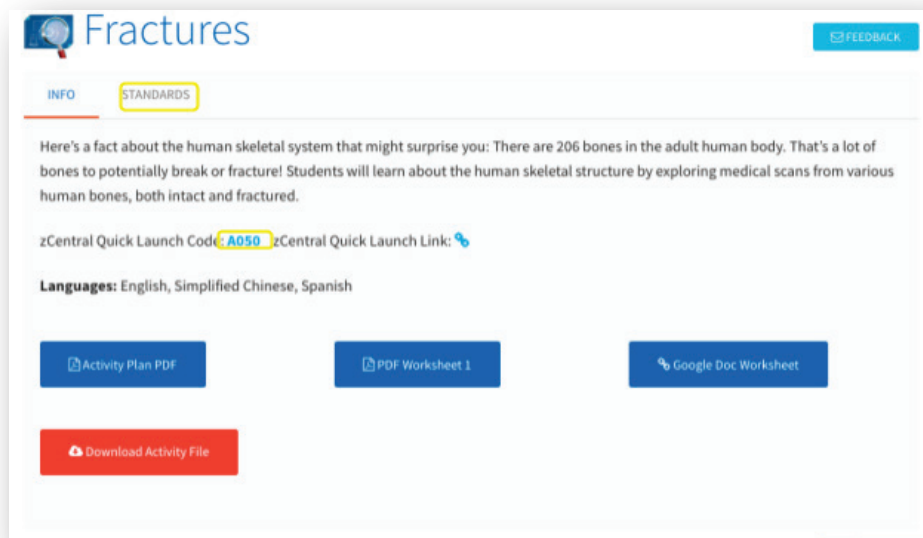 Fractures
FEEDBACK
INFO STANDARDS
Here's a fact about the human skeletal system that might surprise you: There are 206 bones in the adult human body. That's a lot of
bones to potentially break or fracture! Students will learn about the human skeletal structure by exploring medical scans from various
human bones, both intact and fractured.
zCentral Quick Launch Code: A050 zCentral Quick Launch Link:
Languages: English, Simplified Chinese, Spanish
Activity Plan PDF PDF Worksheet 1 Google Doc Worksheet
Download Activity File